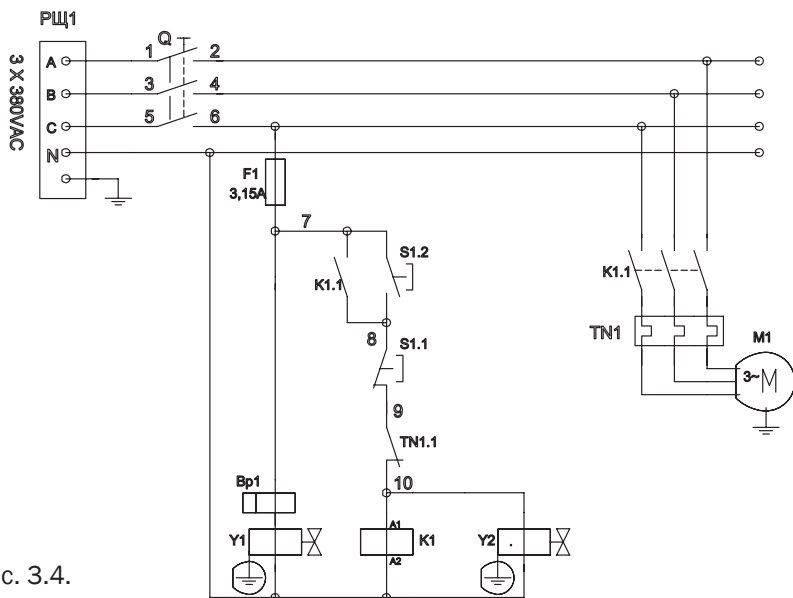 РЩ1
3 X 380VAC
A
B
C
N
Q
1 2
3 4
5 6
F1
3,15A
7
K1.1
S1.2
8
S1.1
9
TN1.1
10
Bp1
Y1
A1
K1
A2
Y2
K1.1
TN1
M1
3~M
с. 3.4.